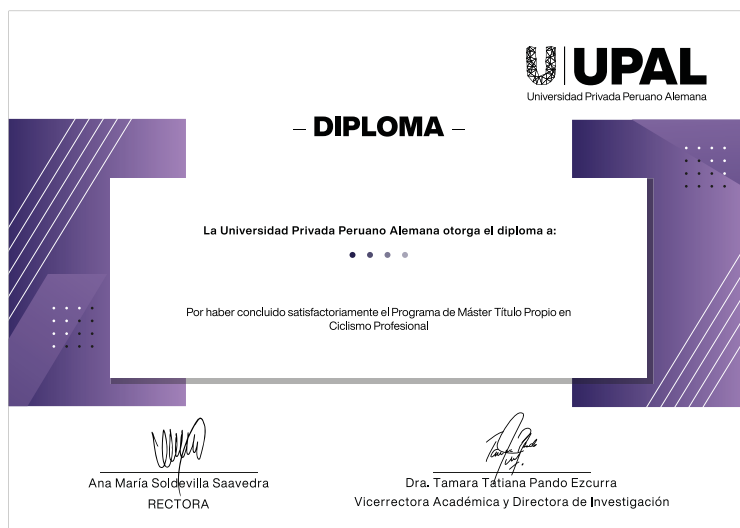 UPAL
Universidad Privada Peruano Alemana
– DIPLOMA –
La Universidad Privada Peruano Alemana otorga el diploma a:
Por haber concluido satisfactoriamente el Programa de Máster Título Propio en
Ciclismo Profesional
Ana María Soldevilla Saavedra
RECTORA
Dra. Tamara Tatiana Pando Ezcurra
Vicerrectora Académica y Directora de Investigación